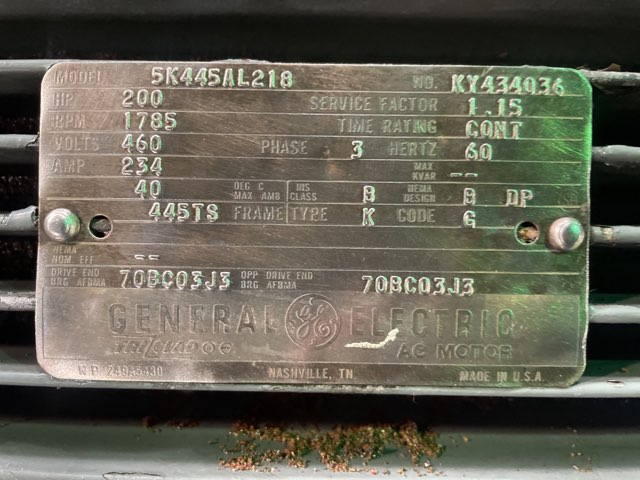 MODEL 5K445AL218 NO. KY434036
HP 200 SERVICE FACTOR 1.15
RPM 1785 TIME RATING CONT
VOLTS 460 PHASE 3 HERTZ 60
AMP 234 MAX KVAR --
40 DEG C MAX AMB INS CLASS B NEMA DESIGN B DP
445TS FRAME TYPE K CODE G
NEMA NOM. EFF --
DRIVE END BRG AFBMA 70BC03J3 OPP DRIVE END BRG AFBMA 70BC03J3
GENERAL GE ELECTRIC
TRI/CLAD AC MOTOR
N.P. NASHVILLE, TN MADE IN U.S.A.